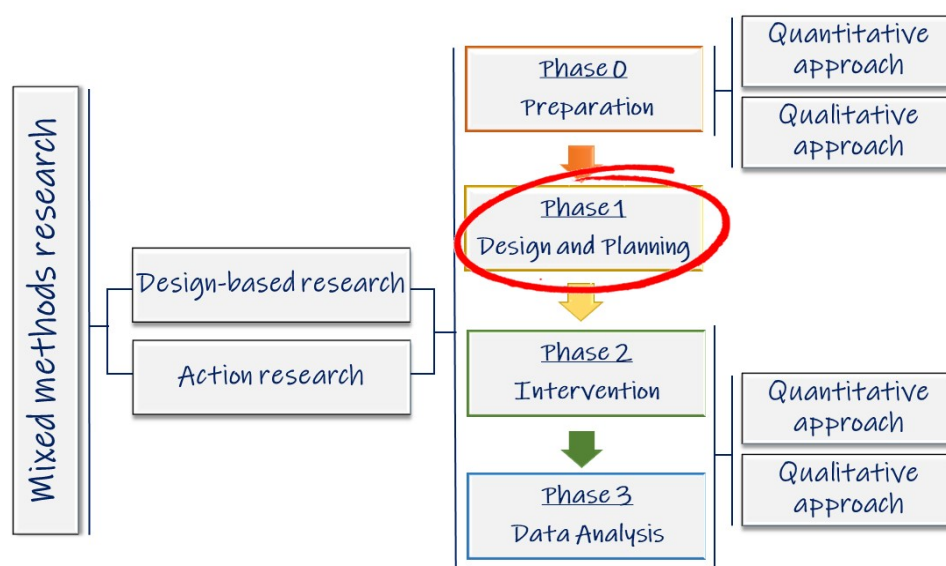 Mixed methods research
Design-based research
Action research
Phase 0
Preparation
Phase 1
Design and Planning
Phase 2
Intervention
Phase 3
Data Analysis
Quantitative
approach
Qualitative
approach
Quantitative
approach
Qualitative
approach